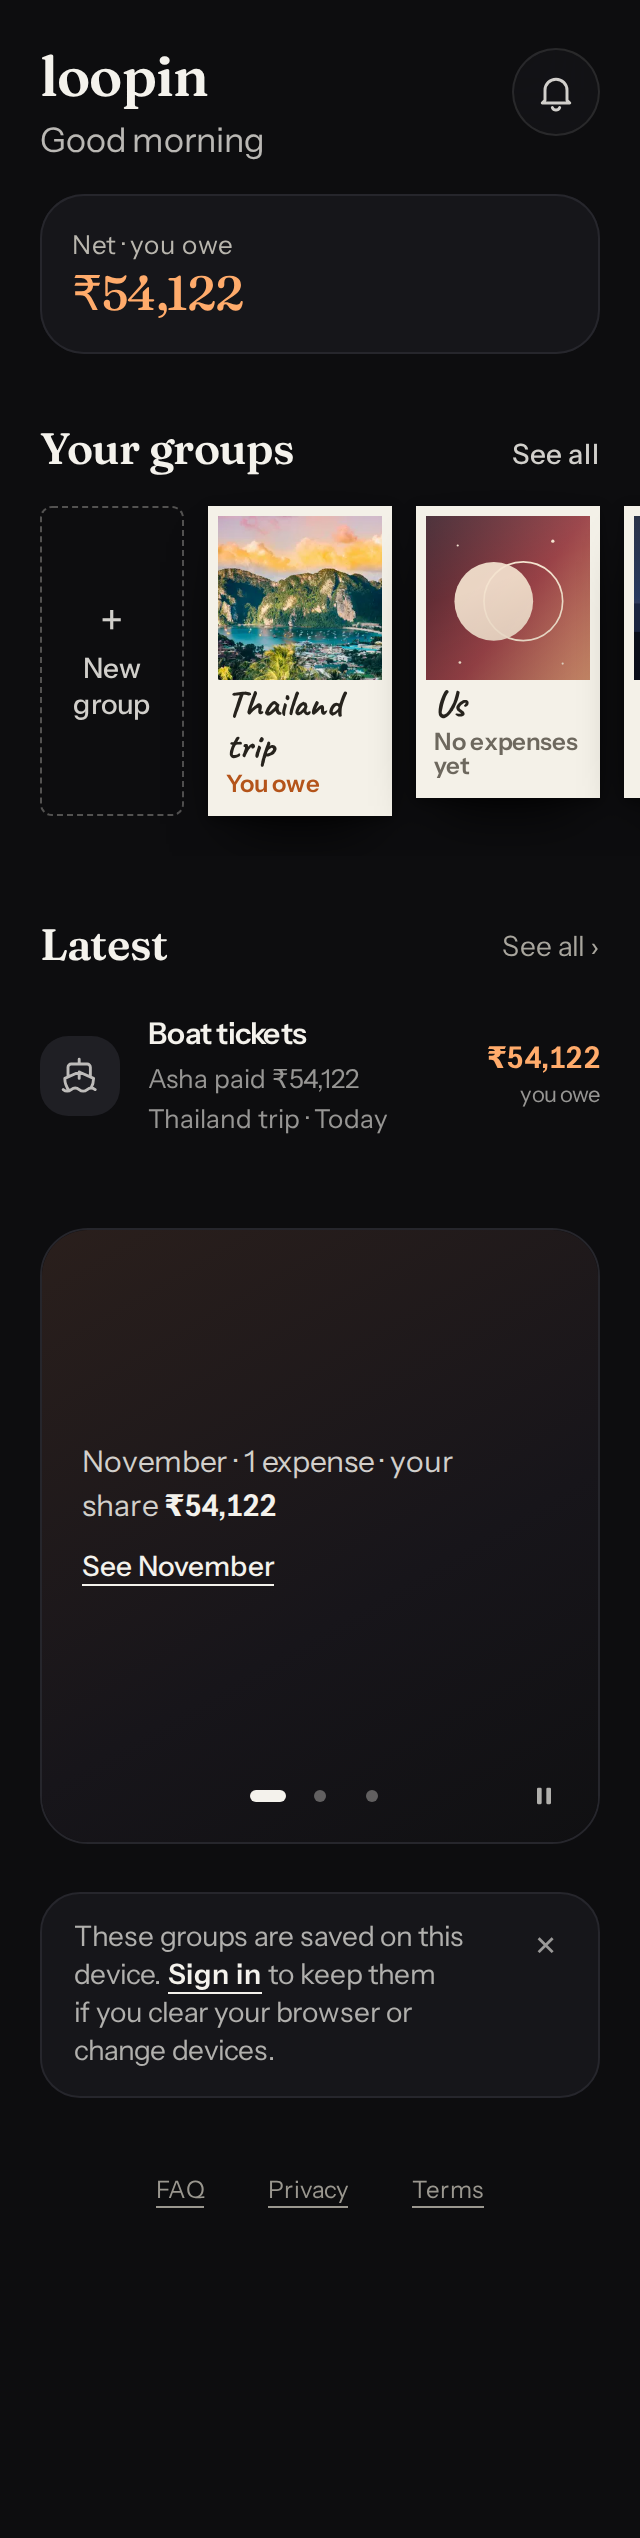 loopin
Good morning
Net · you owe
₹54,122
Your groups
See all
+
New
group
Thailand
trip
You owe
Us
No expenses
yet
Latest
See all ›
Boat tickets
Asha paid ₹54,122
Thailand trip · Today
₹54,122
you owe
November · 1 expense · your
share ₹54,122
See November
These groups are saved on this
device. Sign in to keep them
if you clear your browser or
change devices.
FAQ
Privacy
Terms